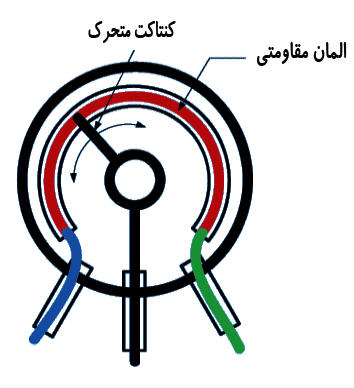 کنتاکت متحرک
المان مقاومتی